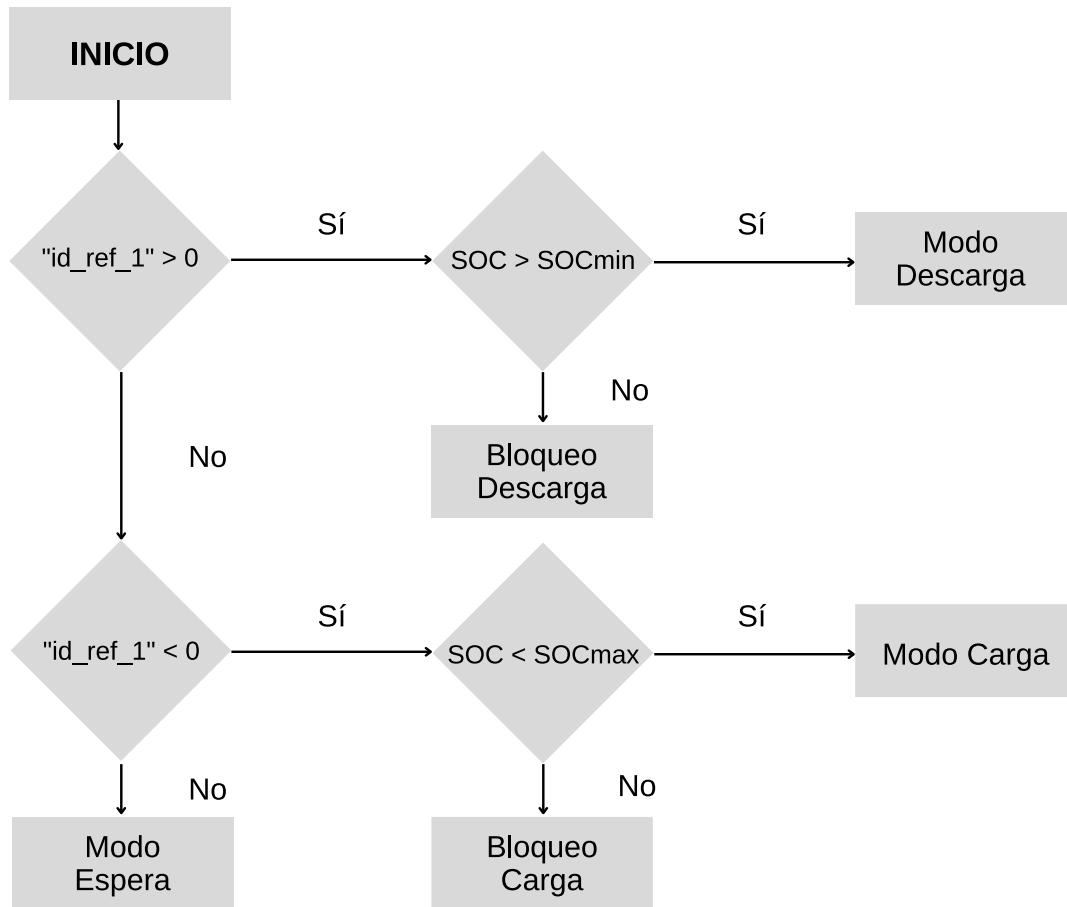 INICIO
"id_ref_1" > 0
Sí
SOC > SOCmin
Sí
Modo
Descarga
No
Bloqueo
Descarga
No
"id_ref_1" < 0
Sí
SOC < SOCmax
Sí
Modo Carga
No
Modo
Espera
No
Bloqueo
Carga